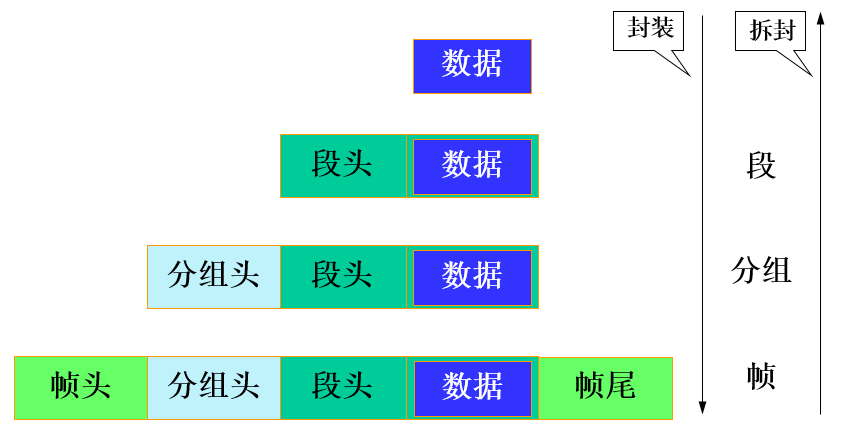 封装 拆封
数据
段头 数据 段
分组头 段头 数据 分组
帧头 分组头 段头 数据 帧尾 帧